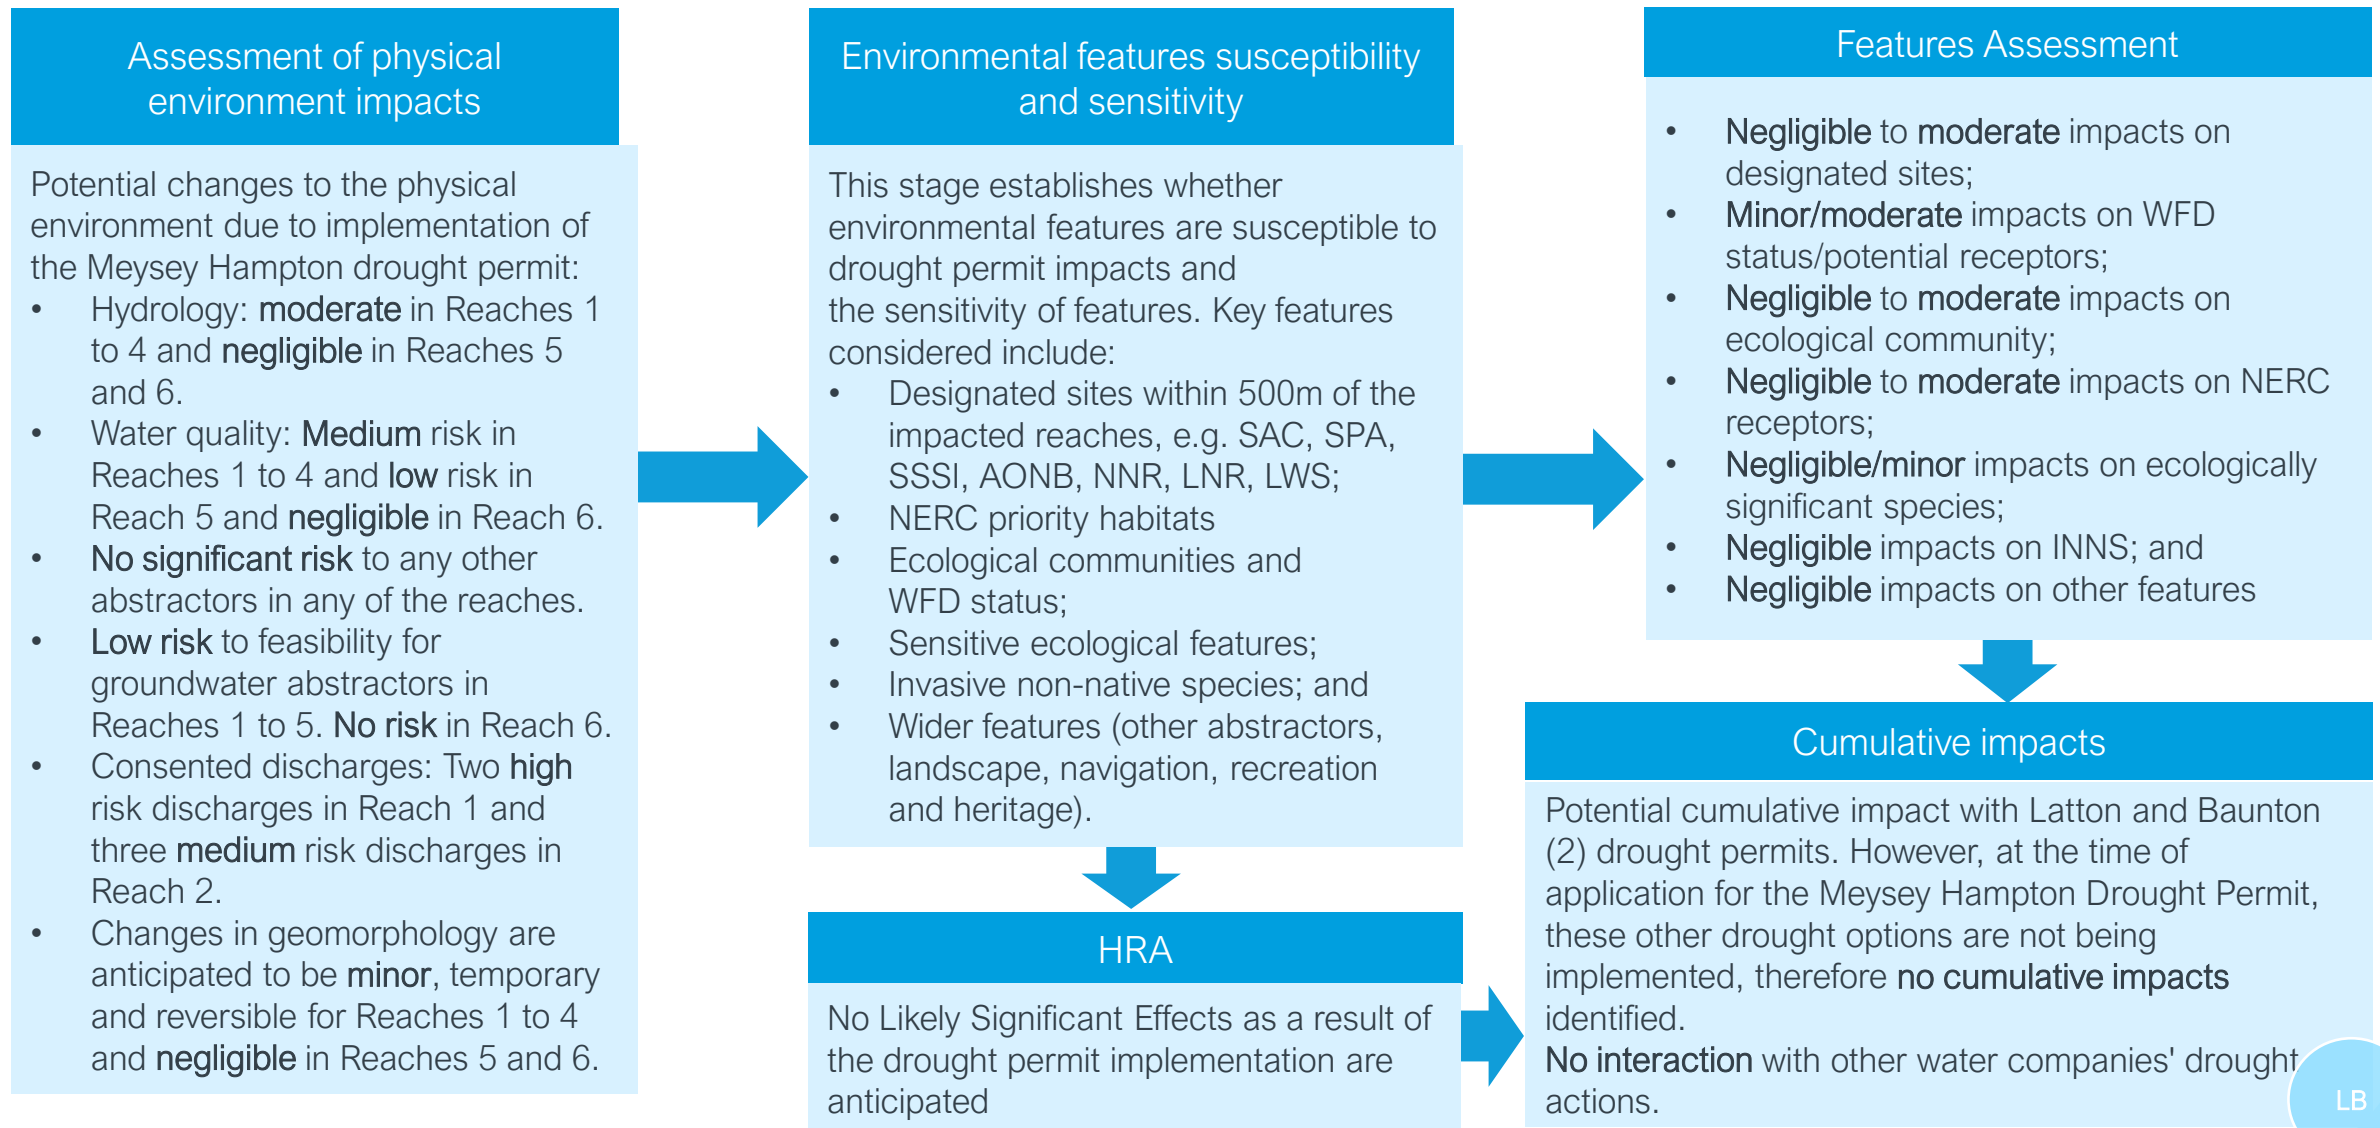 Assessment of physical
environment impacts
Potential changes to the physical
environment due to implementation of
the Meysey Hampton drought permit:
• Hydrology: moderate in Reaches 1
to 4 and negligible in Reaches 5
and 6.
• Water quality: Medium risk in
Reaches 1 to 4 and low risk in
Reach 5 and negligible in Reach 6.
• No significant risk to any other
abstractors in any of the reaches.
• Low risk to feasibility for
groundwater abstractors in
Reaches 1 to 5. No risk in Reach 6.
• Consented discharges: Two high
risk discharges in Reach 1 and
three medium risk discharges in
Reach 2.
• Changes in geomorphology are
anticipated to be minor, temporary
and reversible for Reaches 1 to 4
and negligible in Reaches 5 and 6.
Environmental features susceptibility
and sensitivity
This stage establishes whether
environmental features are susceptible to
drought permit impacts and
the sensitivity of features. Key features
considered include:
• Designated sites within 500m of the
impacted reaches, e.g. SAC, SPA,
SSSI, AONB, NNR, LNR, LWS;
• NERC priority habitats
• Ecological communities and
WFD status;
• Sensitive ecological features;
• Invasive non-native species; and
• Wider features (other abstractors,
landscape, navigation, recreation
and heritage).
HRA
No Likely Significant Effects as a result of
the drought permit implementation are
anticipated
Features Assessment
• Negligible to moderate impacts on
designated sites;
• Minor/moderate impacts on WFD
status/potential receptors;
• Negligible to moderate impacts on
ecological community;
• Negligible to moderate impacts on NERC
receptors;
• Negligible/minor impacts on ecologically
significant species;
• Negligible impacts on INNS; and
• Negligible impacts on other features
Cumulative impacts
Potential cumulative impact with Latton and Baunton
(2) drought permits. However, at the time of
application for the Meysey Hampton Drought Permit,
these other drought options are not being
implemented, therefore no cumulative impacts
identified.
No interaction with other water companies' drought
actions.
LB